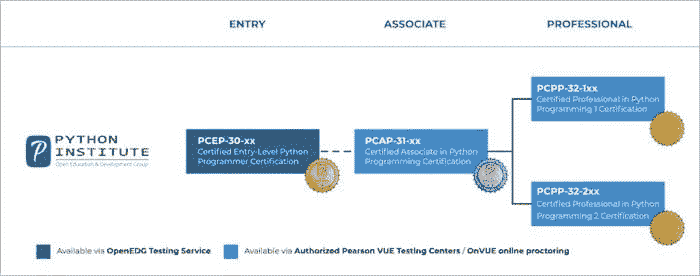 ENTRY
ASSOCIATE
PROFESSIONAL
PYTHON
INSTITUTE
Open Education & Development Group
PCEP-30-xx
Certified Entry-Level Python
Programmer Certification
PCAP-31-xx
Certified Associate in Python
Programming Certification
PCPP-32-1xx
Certified Professional in Python
Programming 1 Certification
PCPP-32-2xx
Certified Professional in Python
Programming 2 Certification
Available via OpenEDG Testing Service
Available via Authorized Pearson VUE Testing Centers / OnVUE online proctoring